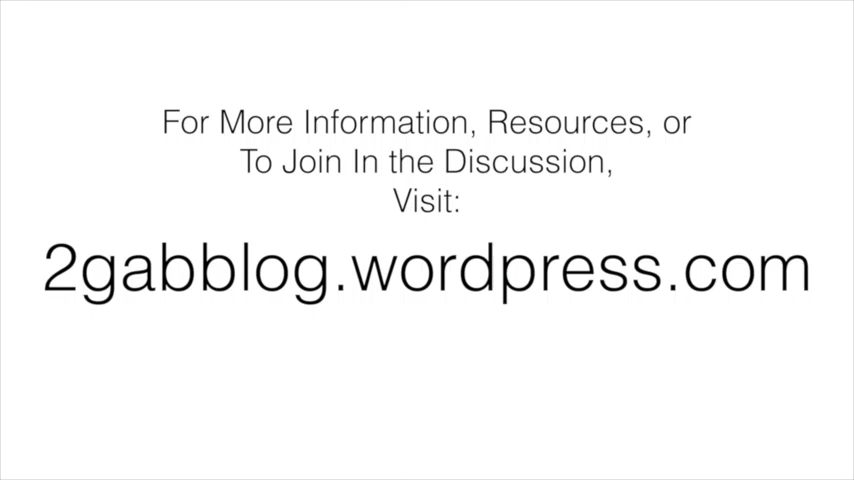 For More Information, Resources, or
To Join In the Discussion,
Visit:
2gabblog.wordpress.com